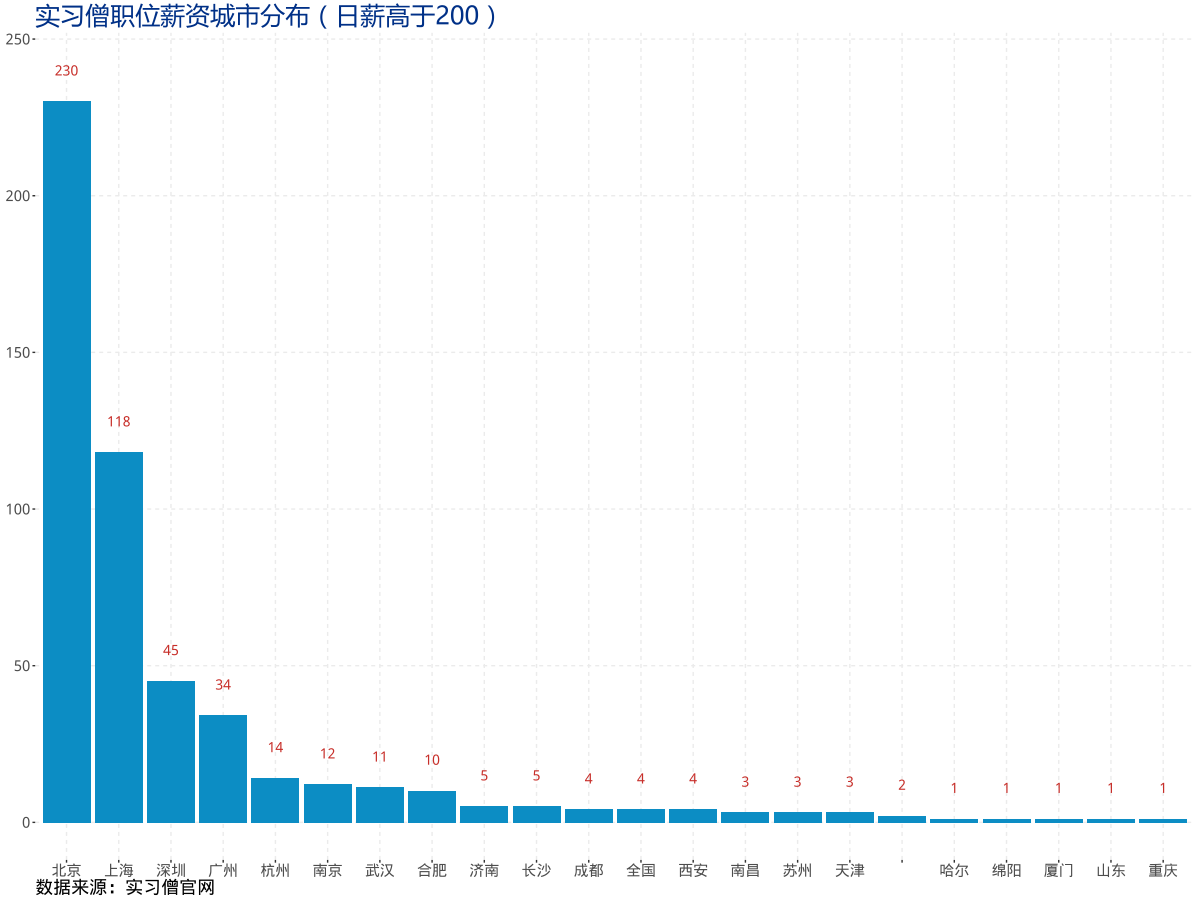 实习僧职位薪资城市分布（日薪高于200）
250
200
150
100
50
0
230 118 45 34 14 12 11 10 5 5 4 4 4 3 3 3 2 1 1 1 1 1
北京 上海 深圳 广州 杭州 南京 武汉 合肥 济南 长沙 成都 全国 西安 南昌 苏州 天津 哈尔 绵阳 厦门 山东 重庆
数据来源：实习僧官网